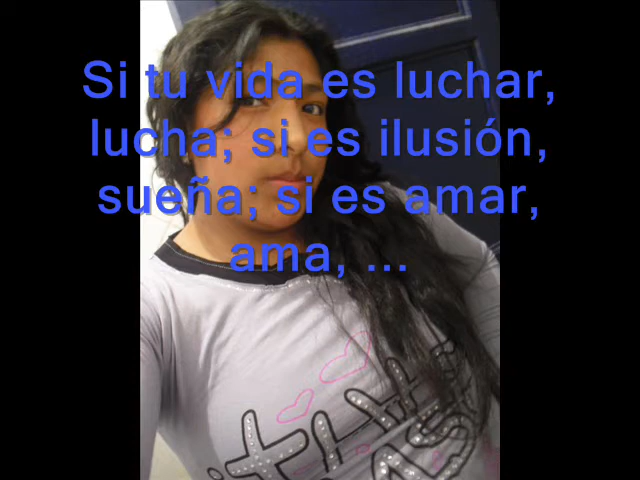 Si tu vida es luchar,
lucha; si es ilusión,
sueña; si es amar,
ama, ...